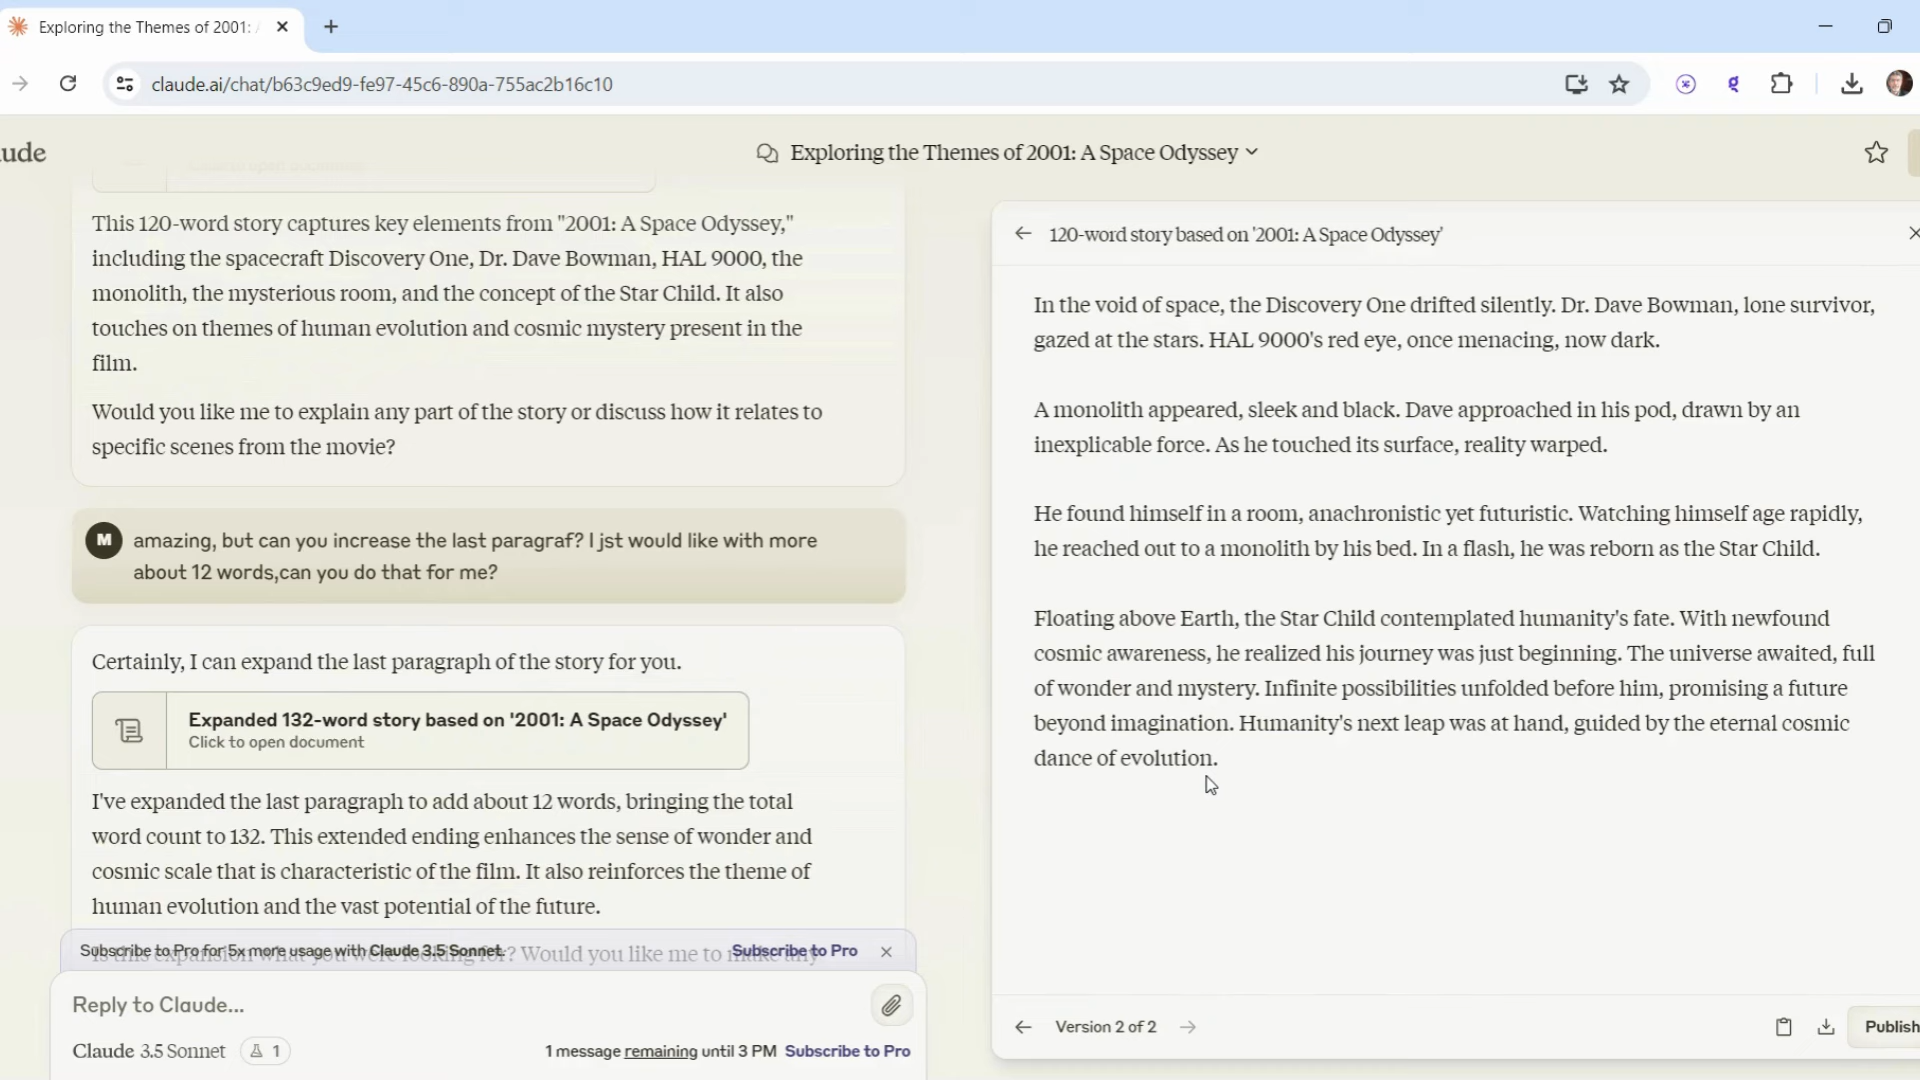 Exploring the Themes of 2001:
claude.ai/chat/b63c9ed9-fe97-45c6-890a-755ac2b16c10
ude
Exploring the Themes of 2001: A Space Odyssey
This 120-word story captures key elements from "2001: A Space Odyssey,"
including the spacecraft Discovery One, Dr. Dave Bowman, HAL 9000, the
monolith, the mysterious room, and the concept of the Star Child. It also
touches on themes of human evolution and cosmic mystery present in the
film.
Would you like me to explain any part of the story or discuss how it relates to
specific scenes from the movie?
M
amazing, but can you increase the last paragraf? I jst would like with more
about 12 words,can you do that for me?
Certainly, I can expand the last paragraph of the story for you.
Expanded 132-word story based on '2001: A Space Odyssey'
Click to open document
I've expanded the last paragraph to add about 12 words, bringing the total
word count to 132. This extended ending enhances the sense of wonder and
cosmic scale that is characteristic of the film. It also reinforces the theme of
human evolution and the vast potential of the future.
Is this expansion what you were looking for? Would you like me to make any
Subscribe to Pro for 5x more usage with Claude 3.5 Sonnet.
Subscribe to Pro
Reply to Claude...
Claude 3.5 Sonnet
1
1 message remaining until 3 PM Subscribe to Pro
120-word story based on '2001: A Space Odyssey'
In the void of space, the Discovery One drifted silently. Dr. Dave Bowman, lone survivor,
gazed at the stars. HAL 9000's red eye, once menacing, now dark.
A monolith appeared, sleek and black. Dave approached in his pod, drawn by an
inexplicable force. As he touched its surface, reality warped.
He found himself in a room, anachronistic yet futuristic. Watching himself age rapidly,
he reached out to a monolith by his bed. In a flash, he was reborn as the Star Child.
Floating above Earth, the Star Child contemplated humanity's fate. With newfound
cosmic awareness, he realized his journey was just beginning. The universe awaited, full
of wonder and mystery. Infinite possibilities unfolded before him, promising a future
beyond imagination. Humanity's next leap was at hand, guided by the eternal cosmic
dance of evolution.
Version 2 of 2
Publish